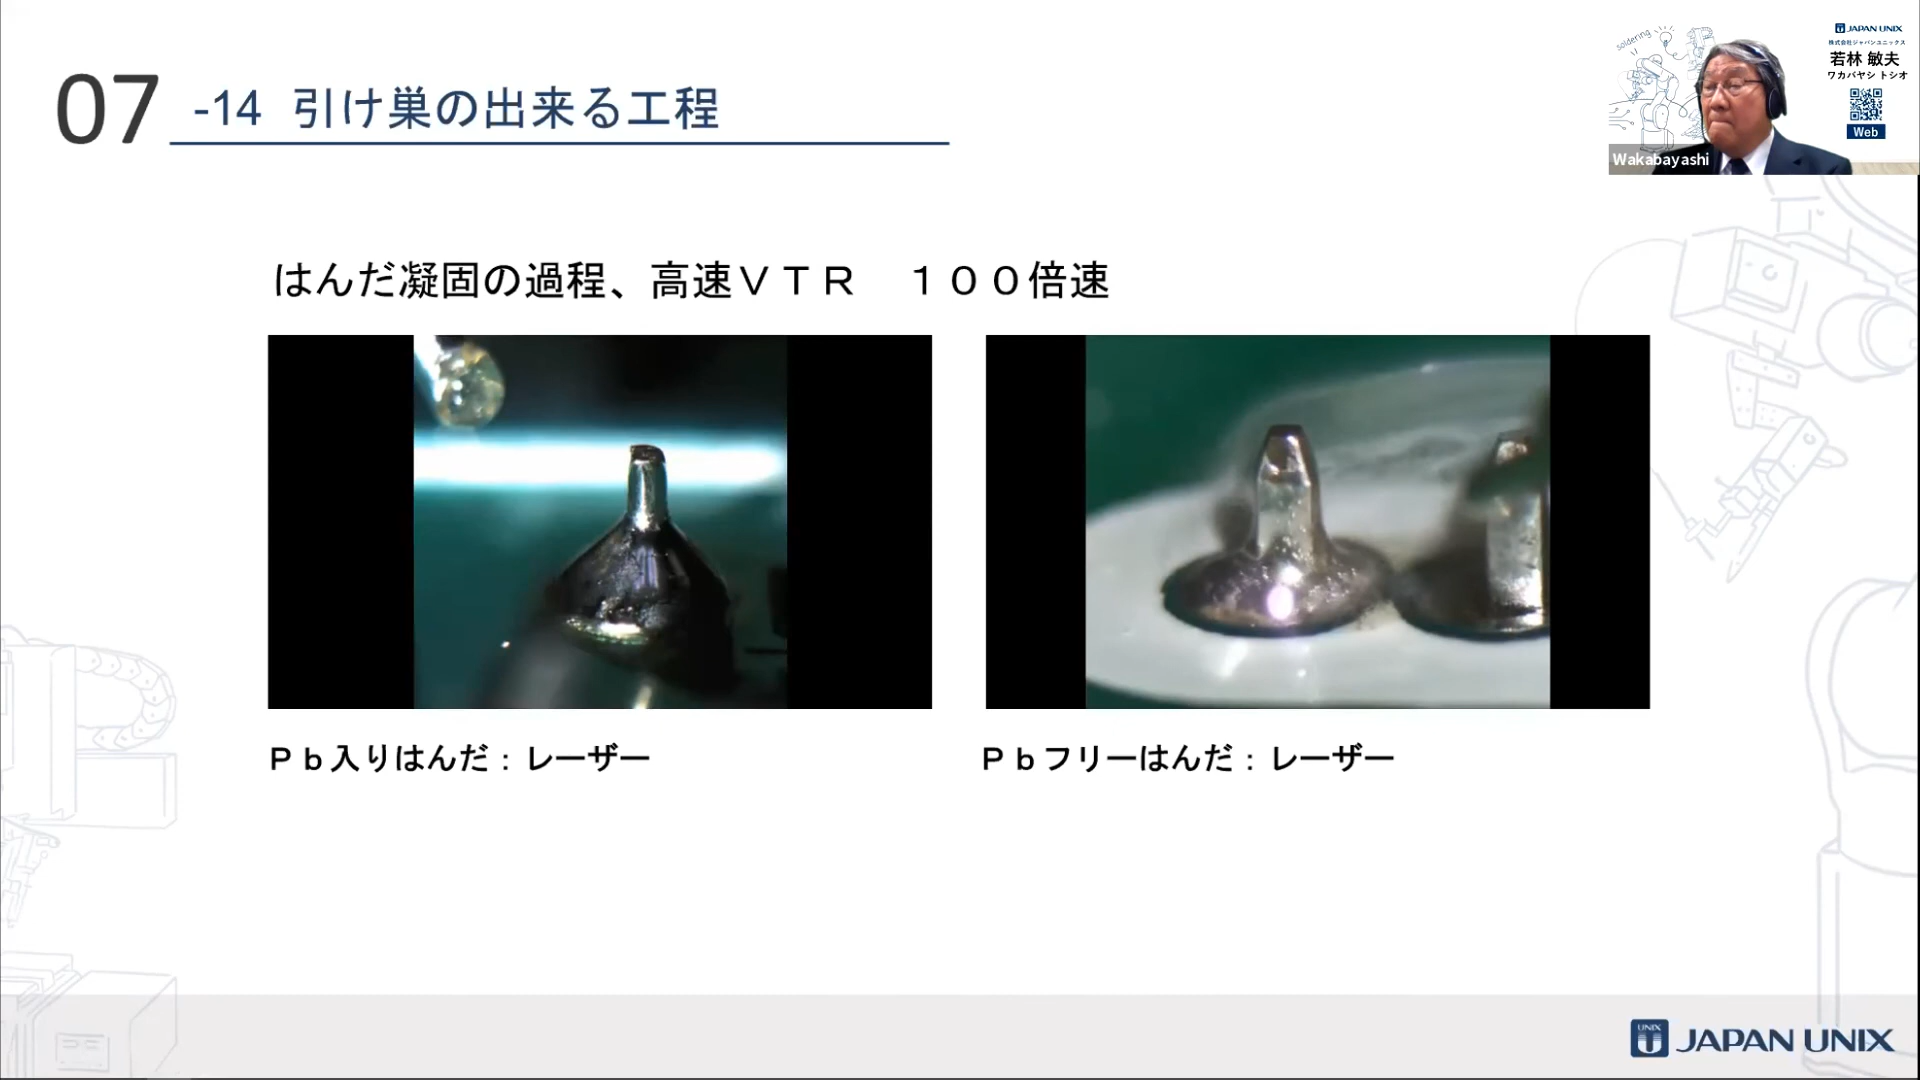 07 -14 引け巣の出来る工程
soldering
JAPAN UNIX
株式会社ジャパンユニックス
若林 敏夫
ワカバヤシ トシオ
Web
Wakabayashi
はんだ凝固の過程、高速ＶＴＲ　１００倍速
Ｐｂ入りはんだ：レーザー
Ｐｂフリーはんだ：レーザー
UNIX
JAPAN UNIX